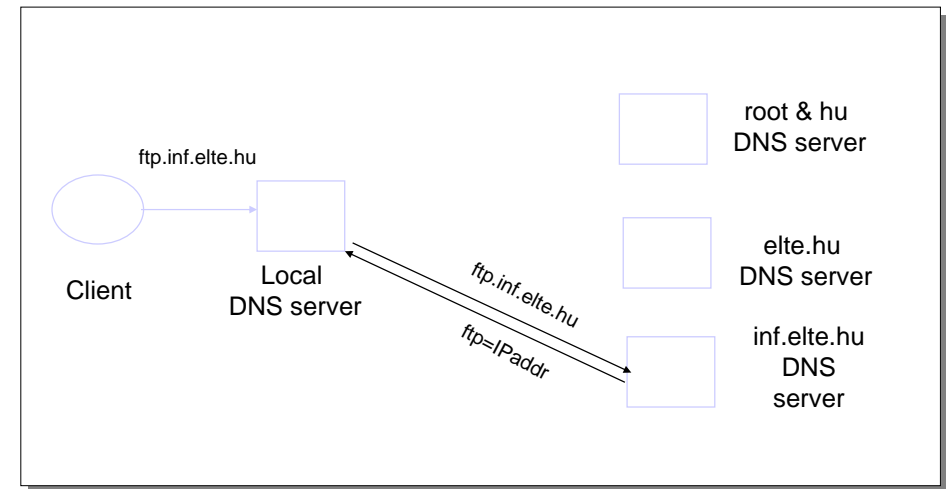 root & hu
DNS server
ftp.inf.elte.hu
elte.hu
DNS server
Client
Local
DNS server
ftp.inf.elte.hu
ftp=IPaddr
inf.elte.hu
DNS
server